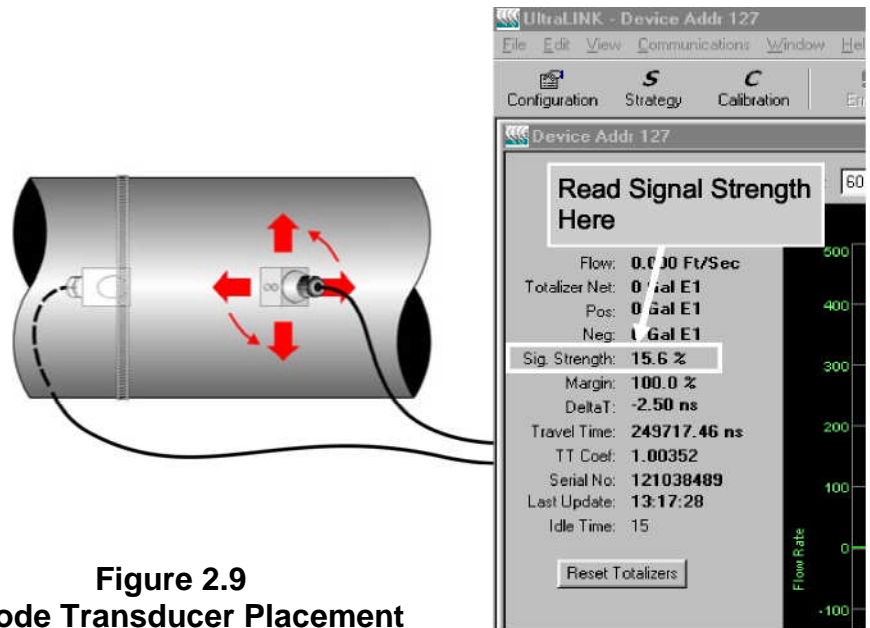 UltraLINK - Device Addr 127
File Edit View Communications Window Hel
Configuration Strategy Calibration
Device Addr 127
Read Signal Strength
Here
60
Flow: 0.000 Ft/Sec
Totalizer Net: 0 Gal E1
Pos: 0 Gal E1
Neg: 0 Gal E1
Sig. Strength: 15.6 %
Margin: 100.0 %
DeltaT: -2.50 ns
Travel Time: 249717.46 ns
TT Coef: 1.00352
Serial No: 121038489
Last Update: 13:17:28
Idle Time: 15
Reset Totalizers
500
400
300
200
100
0
-100
Flow Rate
Figure 2.9
ode Transducer Placement